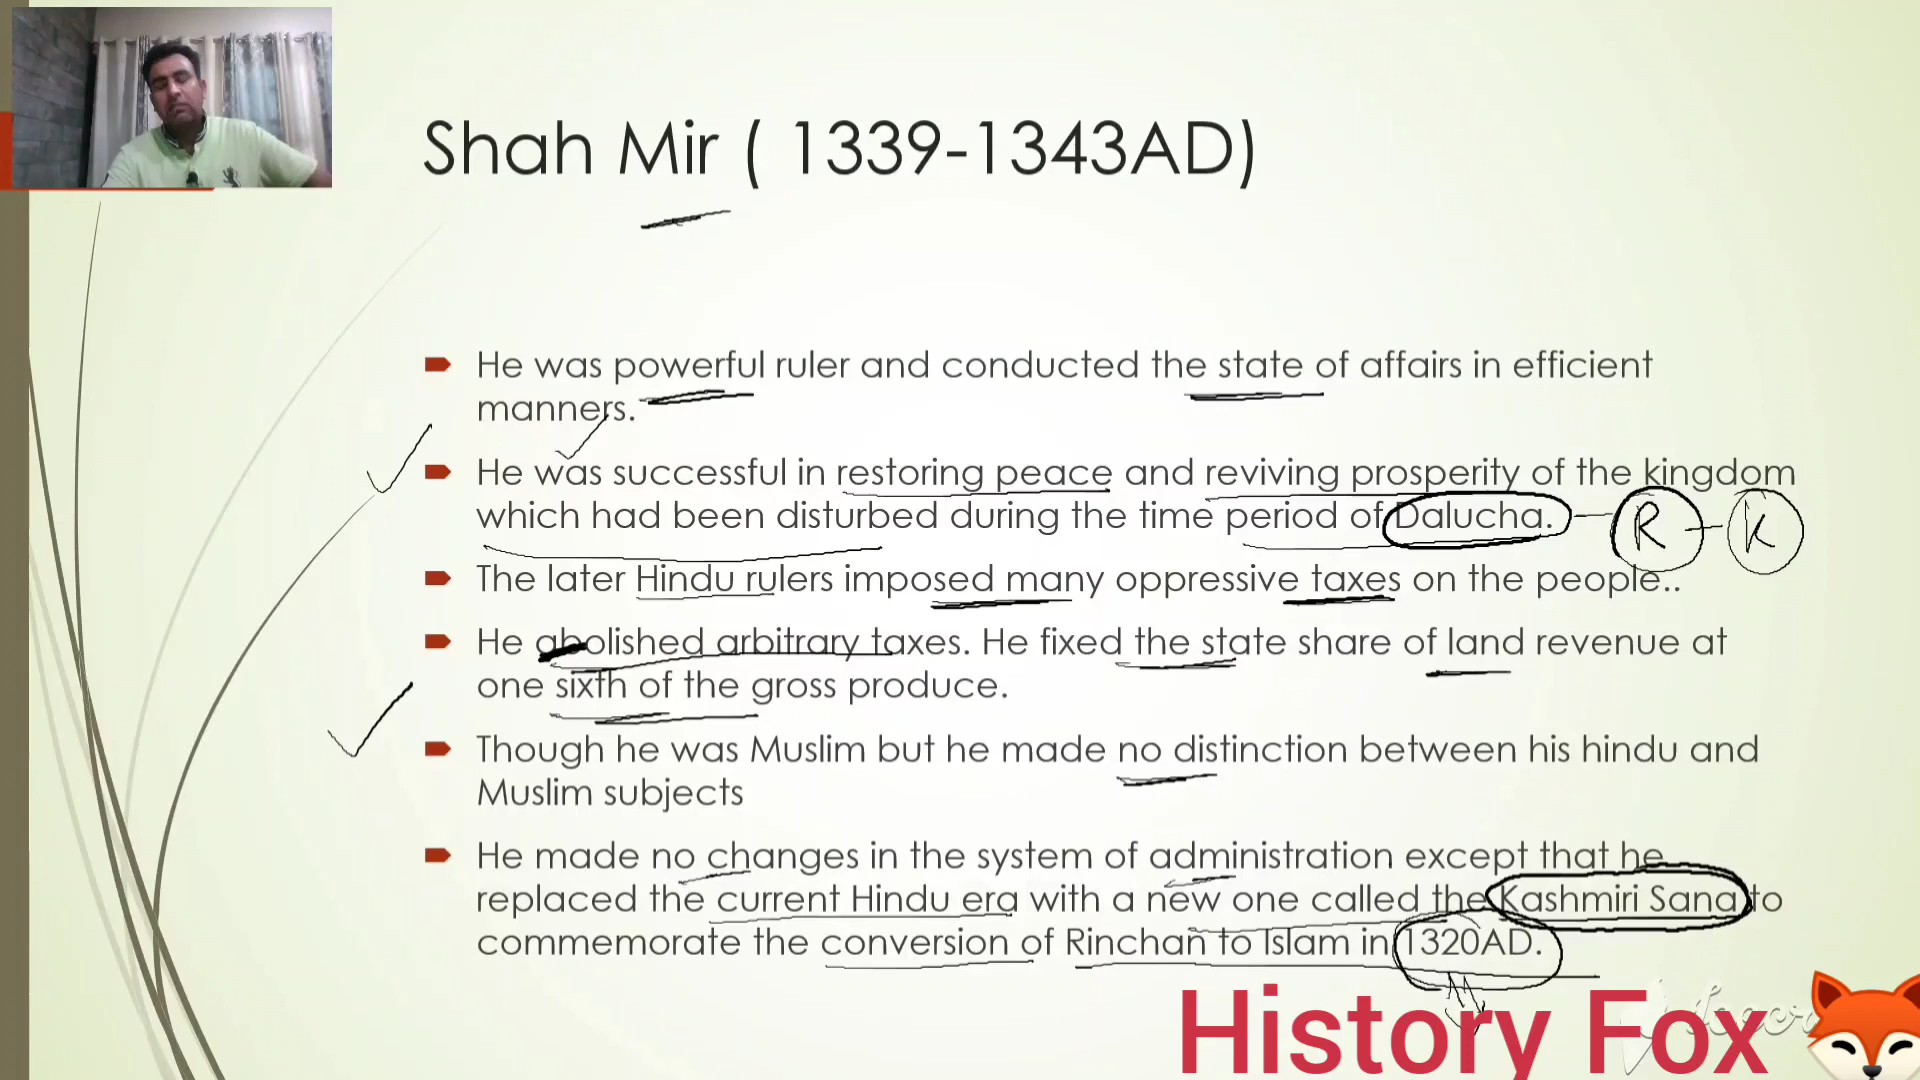 Shah Mir ( 1339-1343AD)
He was powerful ruler and conducted the state of affairs in efficient
manners.
He was successful in restoring peace and reviving prosperity of the kingdom
which had been disturbed during the time period of Dalucha. R K
The later Hindu rulers imposed many oppressive taxes on the people..
He abolished arbitrary taxes. He fixed the state share of land revenue at
one sixth of the gross produce.
Though he was Muslim but he made no distinction between his hindu and
Muslim subjects
He made no changes in the system of administration except that he
replaced the current Hindu era with a new one called the Kashmiri Sana to
commemorate the conversion of Rinchan to Islam in 1320AD.
History Fox